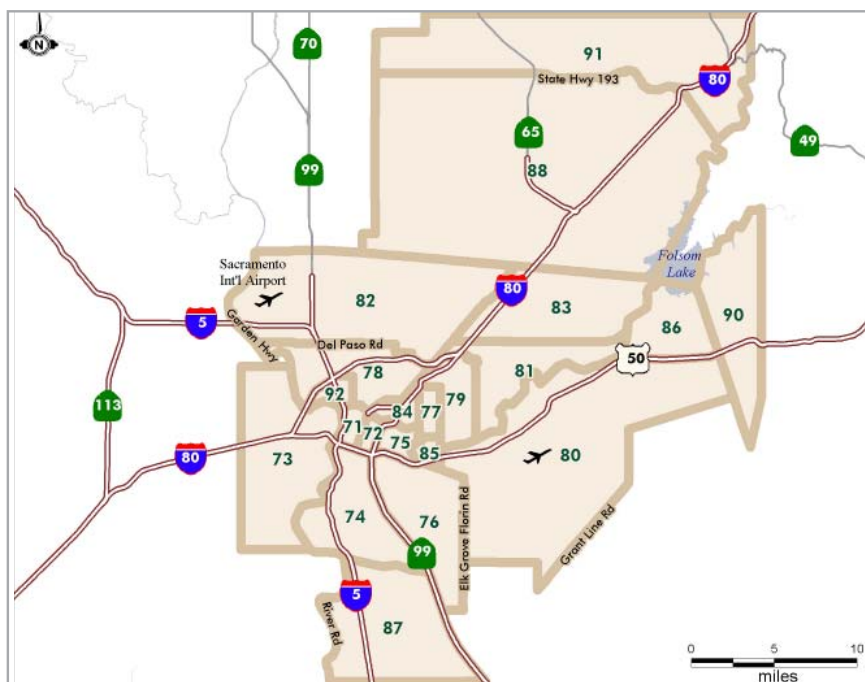 N
70
91
State Hwy 193
80
65
49
99
88
Sacramento
Int'l Airport
Folsom
Lake
80
82
83
5
Garden Hwy
Del Paso Rd
86
90
50
78
81
92
79
113
84
77
71
72
75
85
80
73
80
74
76
Elk Grove Florin Rd
Grant Line Rd
99
5
River Rd
87
0 5 10
miles